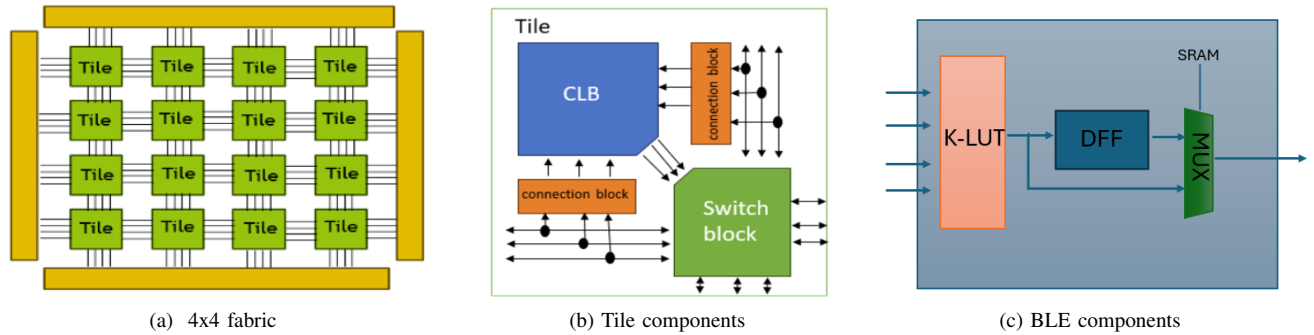 Tile Tile Tile Tile
Tile Tile Tile Tile
Tile Tile Tile Tile
Tile Tile Tile Tile
(a) 4x4 fabric
Tile
CLB
connection block
connection block
Switch
block
(b) Tile components
SRAM
K-LUT
DFF
MUX
(c) BLE components